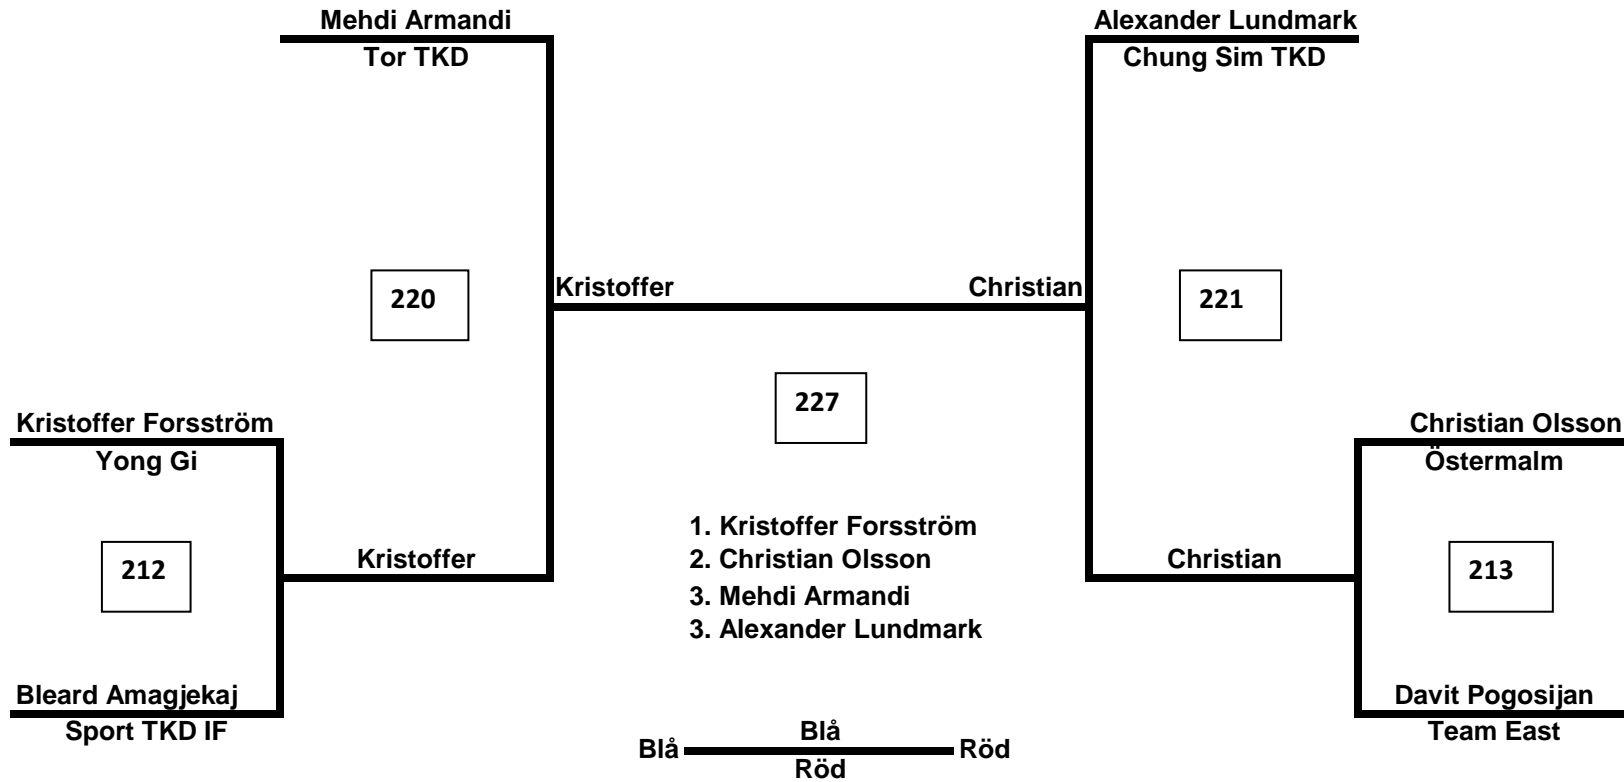 Mehdi Armandi
Tor TKD
Alexander Lundmark
Chung Sim TKD
220
Kristoffer
Christian
221
227
Kristoffer Forsström
Yong Gi
Christian Olsson
Östermalm
212
Kristoffer
1. Kristoffer Forsström
2. Christian Olsson
3. Mehdi Armandi
3. Alexander Lundmark
Christian
213
Bleard Amagjekaj
Sport TKD IF
Davit Pogosijan
Team East
Blå
Blå
Röd
Röd